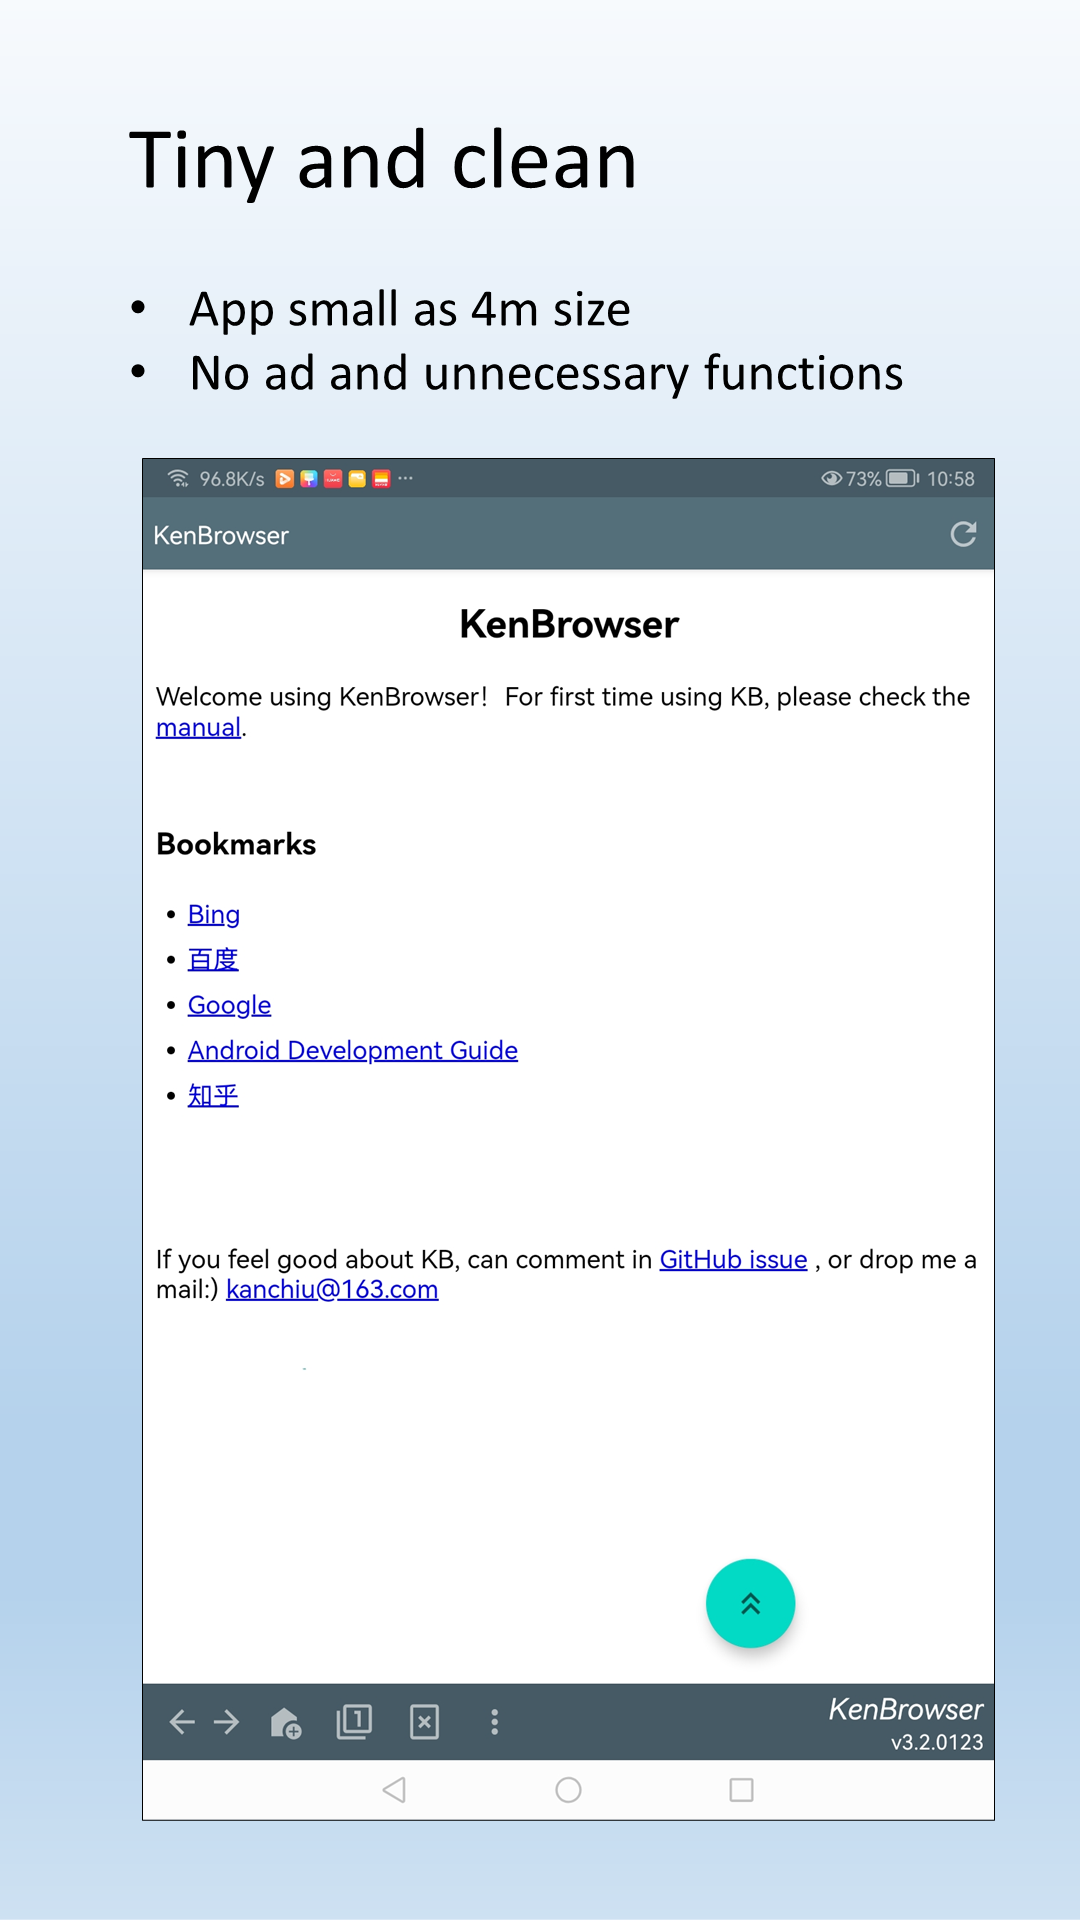 Tiny and clean
• App small as 4m size
• No ad and unnecessary functions
96.8K/s ··· 73% 10:58
KenBrowser
KenBrowser
Welcome using KenBrowser！ For first time using KB, please check the
manual.
Bookmarks
• Bing
• 百度
• Google
• Android Development Guide
• 知乎
If you feel good about KB, can comment in GitHub issue , or drop me a
mail:) kanchiu@163.com
1
KenBrowser
v3.2.0123